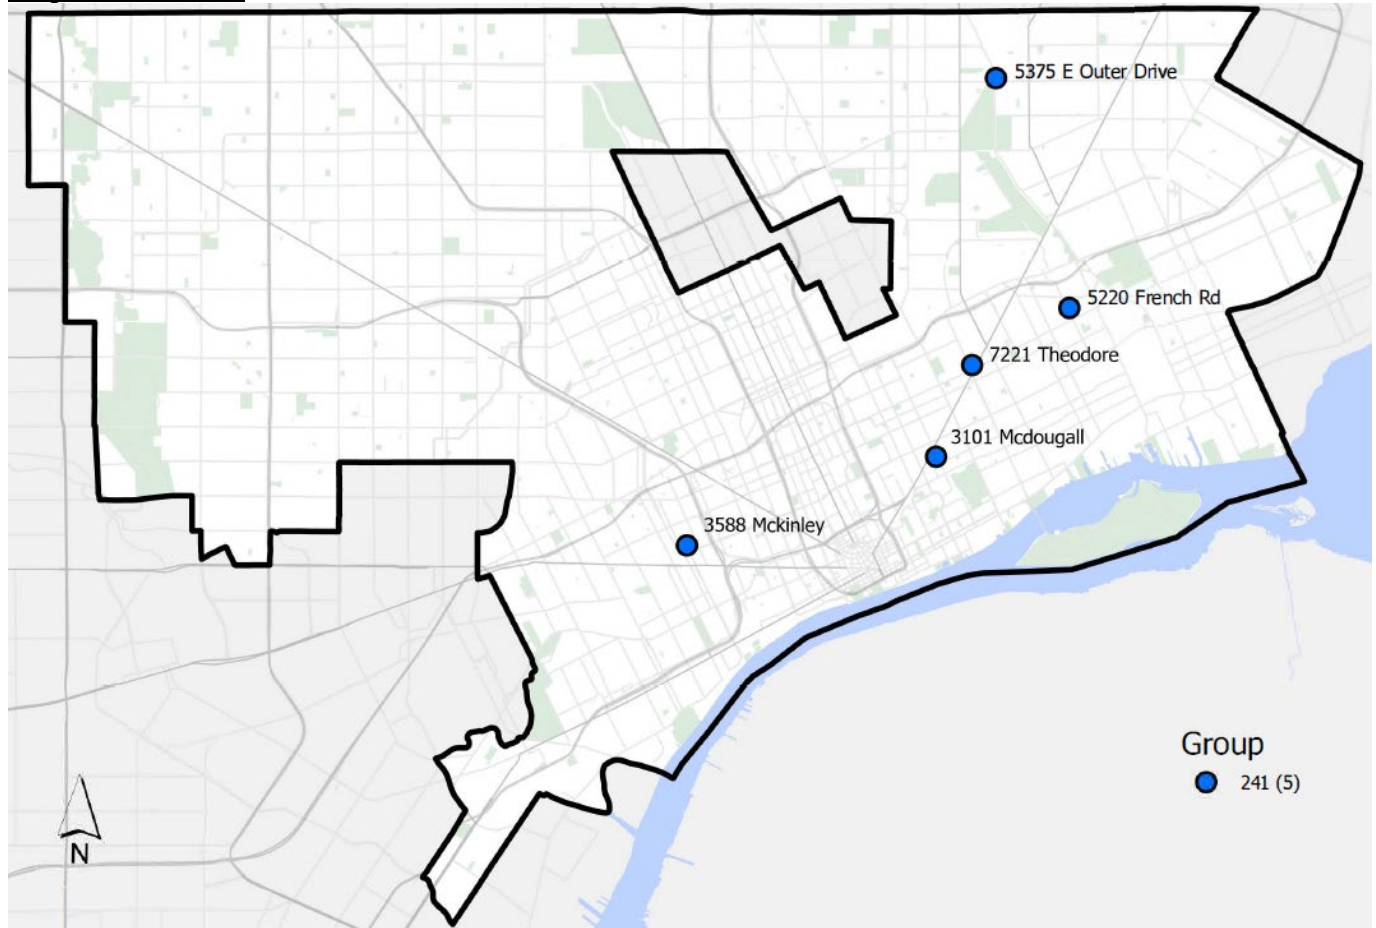 5375 E Outer Drive
5220 French Rd
7221 Theodore
3101 Mcdougall
3588 Mckinley
Group
241 (5)
N